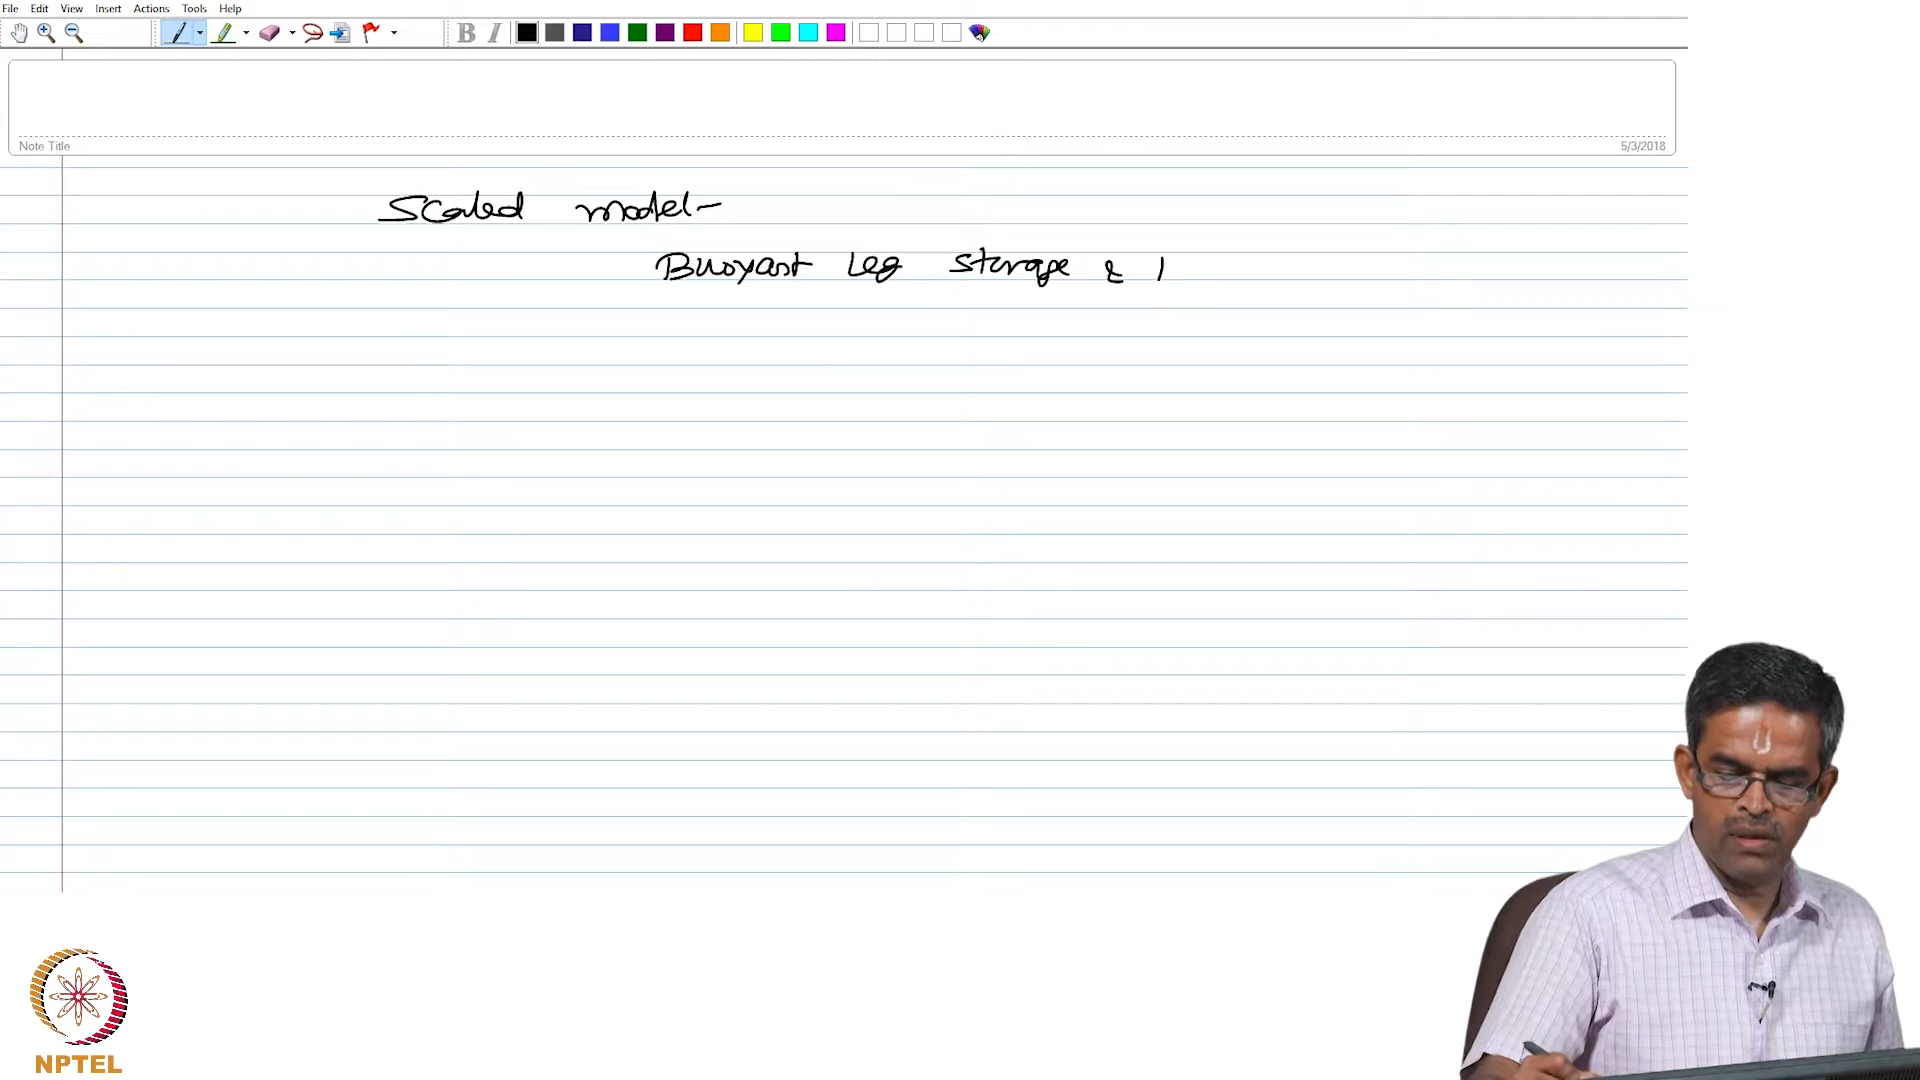 File Edit View Insert Actions Tools Help
B I
Note Title
5/3/2018
Scaled model-
Buoyant Leg Storage &
NPTEL